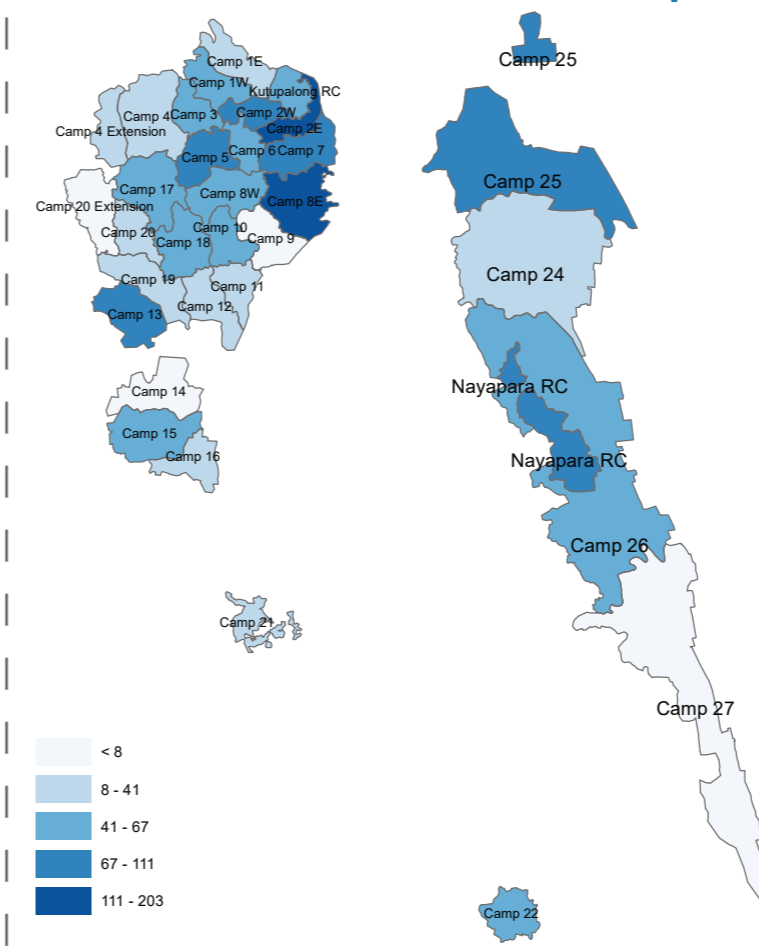 Camp 25
Camp 1E
Camp 1W
Kutupalong RC
Camp 4
Camp 3
Camp 2W
Camp 4 Extension
Camp 2E
Camp 5
Camp 6
Camp 7
Camp 25
Camp 17
Camp 8W
Camp 8E
Camp 20 Extension
Camp 20
Camp 10
Camp 9
Camp 18
Camp 24
Camp 19
Camp 11
Camp 12
Camp 13
Nayapara RC
Camp 14
Camp 15
Camp 16
Nayapara RC
Camp 26
Camp 21
Camp 27
< 8
8 - 41
41 - 67
67 - 111
111 - 203
Camp 22